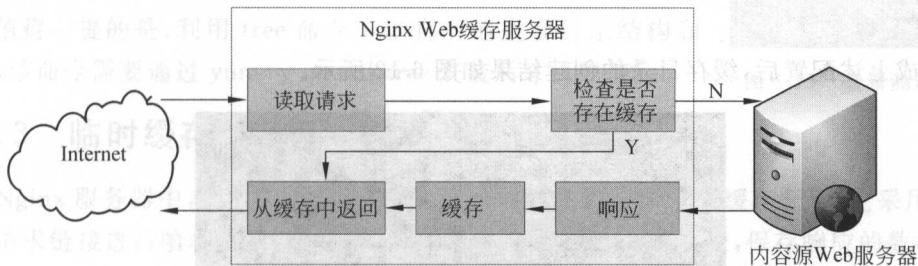 Nginx Web缓存服务器
读取请求
检查是否
存在缓存
N
Y
Internet
从缓存中返回
缓存
响应
内容源Web服务器